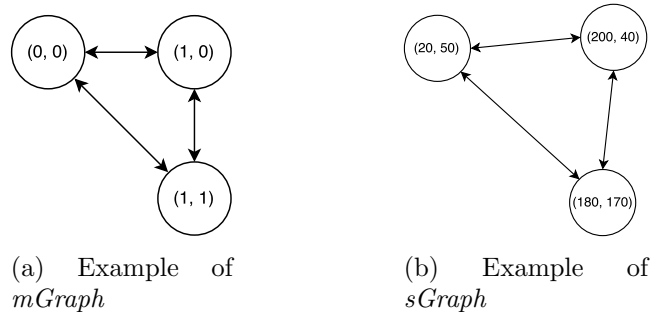 (0, 0)
(1, 0)
(1, 1)
(a) Example of
mGraph
(20, 50)
(200, 40)
(180, 170)
(b) Example of
sGraph